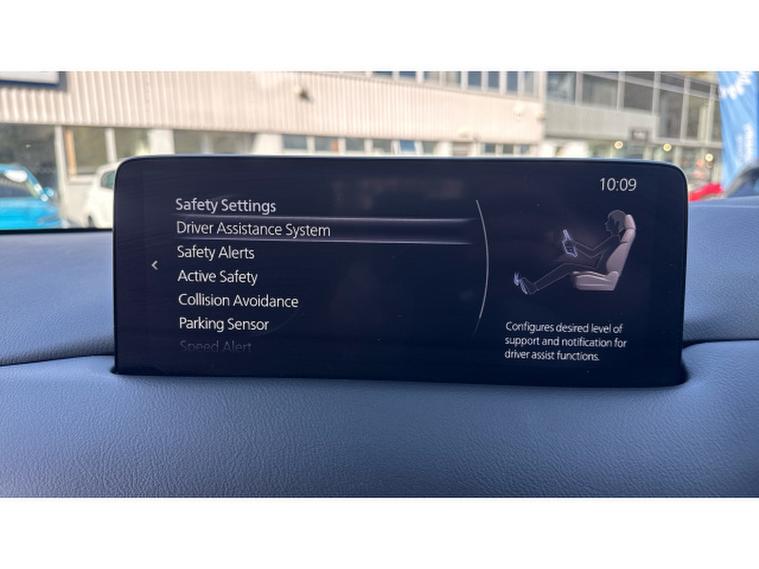 10:09
Safety Settings
Driver Assistance System
Safety Alerts
Active Safety
Collision Avoidance
Parking Sensor
Speed Alert
Configures desired level of
support and notification for
driver assist functions.